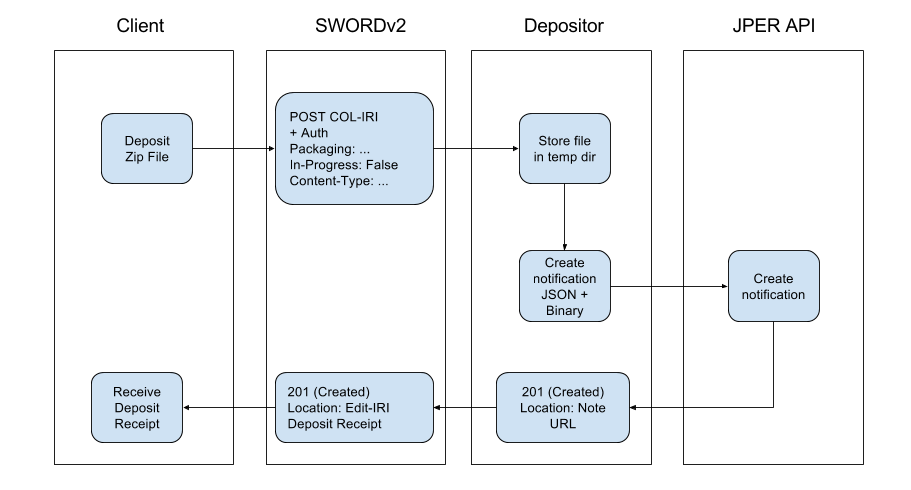 Client
SWORDv2
Depositor
JPER API
Deposit
Zip File
POST COL-IRI
+ Auth
Packaging: ...
In-Progress: False
Content-Type: ...
Store file
in temp dir
Create
notification
JSON +
Binary
Create
notification
Receive
Deposit
Receipt
201 (Created)
Location: Edit-IRI
Deposit Receipt
201 (Created)
Location: Note
URL